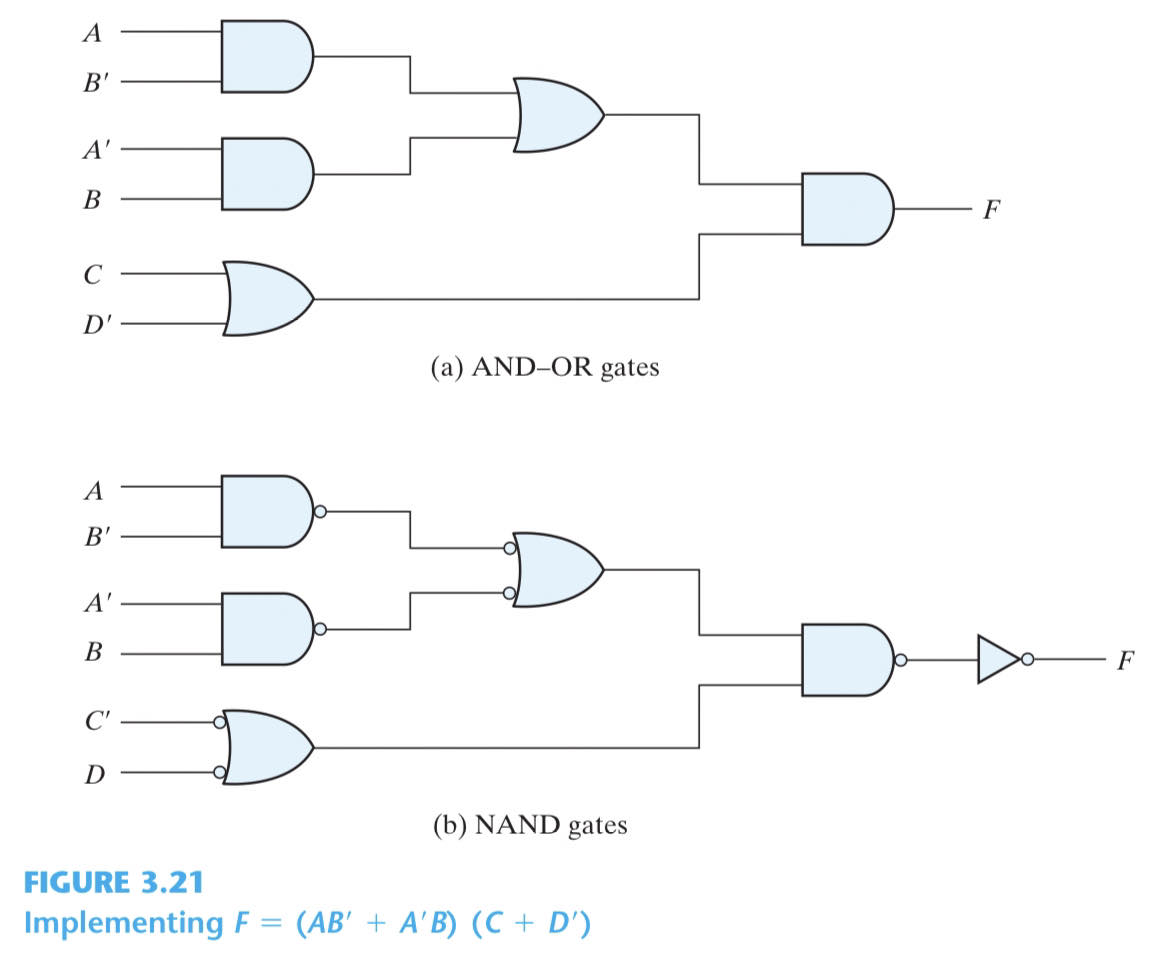 A
B′
A′
B
C
D′
F
(a) AND–OR gates
A
B′
A′
B
C′
D
F
(b) NAND gates
FIGURE 3.21
Implementing F = (AB′ + A′B) (C + D′)